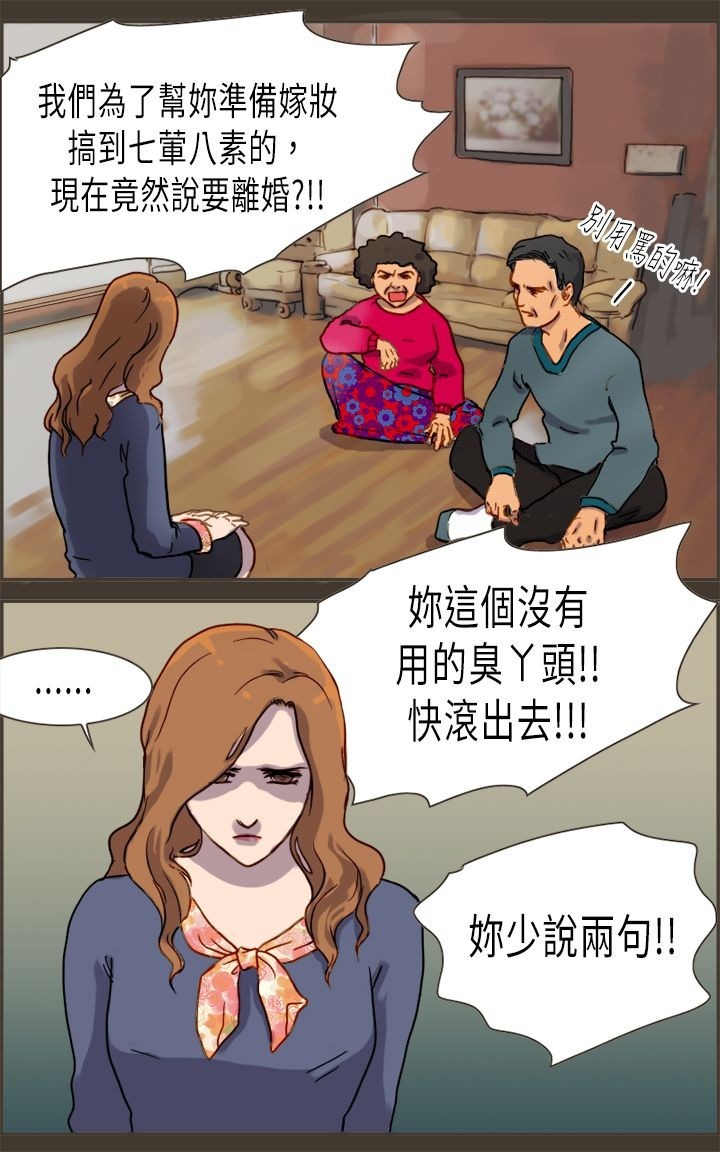 我們為了幫妳準備嫁妝
搞到七葷八素的，
現在竟然說要離婚?!!
別用罵的嘛!
......
妳這個沒有
用的臭丫頭!!
快滾出去!!!
妳少說兩句!!